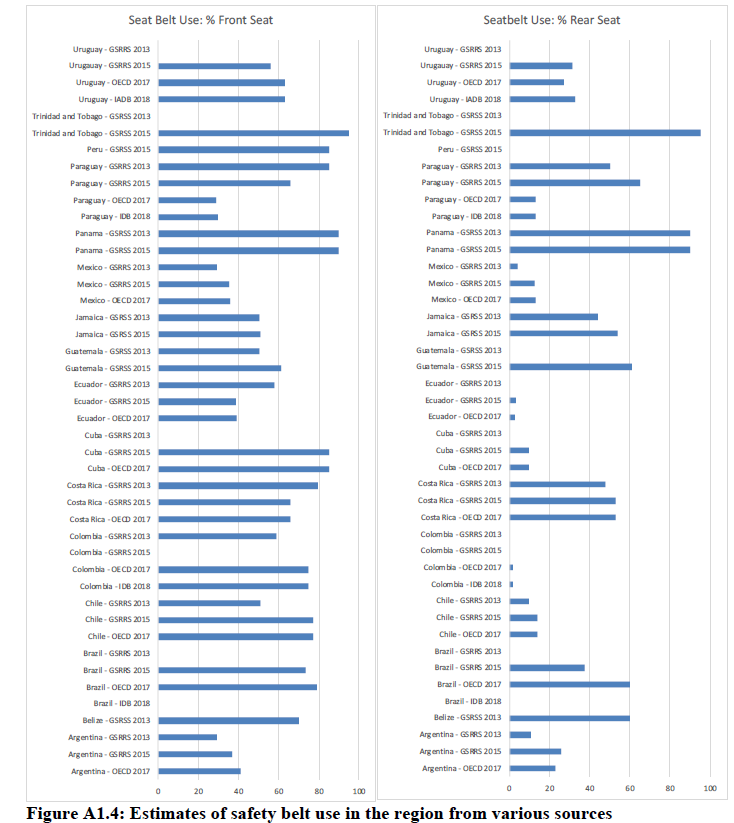 Seat Belt Use: % Front Seat
Uruguay - GSRRS 2013
Urugauay - GSRRS 2015
Uruguay - OECD 2017
Uruguay - IADB 2018
Trinidad and Tobago - GSRSS 2013
Trinidad and Tobago - GSRSS 2015
Peru - GSRSS 2015
Paraguay - GSRRS 2013
Paraguay - GSRRS 2015
Paraguay - OECD 2017
Paraguay - IDB 2018
Panama - GSRSS 2013
Panama - GSRSS 2015
Mexico - GSRRS 2013
Mexico - GSRRS 2015
Mexico - OECD 2017
Jamaica - GSRSS 2013
Jamaica - GSRSS 2015
Guatemala - GSRSS 2013
Guatemala - GSRSS 2015
Ecuador - GSRRS 2013
Ecuador - GSRRS 2015
Ecuador - OECD 2017
Cuba - GSRRS 2013
Cuba - GSRRS 2015
Cuba - OECD 2017
Costa Rica - GSRRS 2013
Costa Rica - GSRRS 2015
Costa Rica - OECD 2017
Colombia - GSRRS 2013
Colombia - GSRRS 2015
Colombia - OECD 2017
Colombia - IDB 2018
Chile - GSRRS 2013
Chile - GSRRS 2015
Chile - OECD 2017
Brazil - GSRRS 2013
Brazil - GSRRS 2015
Brazil - OECD 2017
Brazil - IDB 2018
Belize - GSRSS 2013
Argentina - GSRRS 2013
Argentina - GSRRS 2015
Argentina - OECD 2017
0 20 40 60 80 100
Seatbelt Use: % Rear Seat
Uruguay - GSRRS 2013
Urugauay - GSRRS 2015
Uruguay - OECD 2017
Uruguay - IADB 2018
Trinidad and Tobago - GSRSS 2013
Trinidad and Tobago - GSRSS 2015
Peru - GSRSS 2015
Paraguay - GSRRS 2013
Paraguay - GSRRS 2015
Paraguay - OECD 2017
Paraguay - IDB 2018
Panama - GSRSS 2013
Panama - GSRSS 2015
Mexico - GSRRS 2013
Mexico - GSRRS 2015
Mexico - OECD 2017
Jamaica - GSRSS 2013
Jamaica - GSRSS 2015
Guatemala - GSRSS 2013
Guatemala - GSRSS 2015
Ecuador - GSRRS 2013
Ecuador - GSRRS 2015
Ecuador - OECD 2017
Cuba - GSRRS 2013
Cuba - GSRRS 2015
Cuba - OECD 2017
Costa Rica - GSRRS 2013
Costa Rica - GSRRS 2015
Costa Rica - OECD 2017
Colombia - GSRRS 2013
Colombia - GSRRS 2015
Colombia - OECD 2017
Colombia - IDB 2018
Chile - GSRRS 2013
Chile - GSRRS 2015
Chile - OECD 2017
Brazil - GSRRS 2013
Brazil - GSRRS 2015
Brazil - OECD 2017
Brazil - IDB 2018
Belize - GSRSS 2013
Argentina - GSRRS 2013
Argentina - GSRRS 2015
Argentina - OECD 2017
0 20 40 60 80 100
Figure A1.4: Estimates of safety belt use in the region from various sources